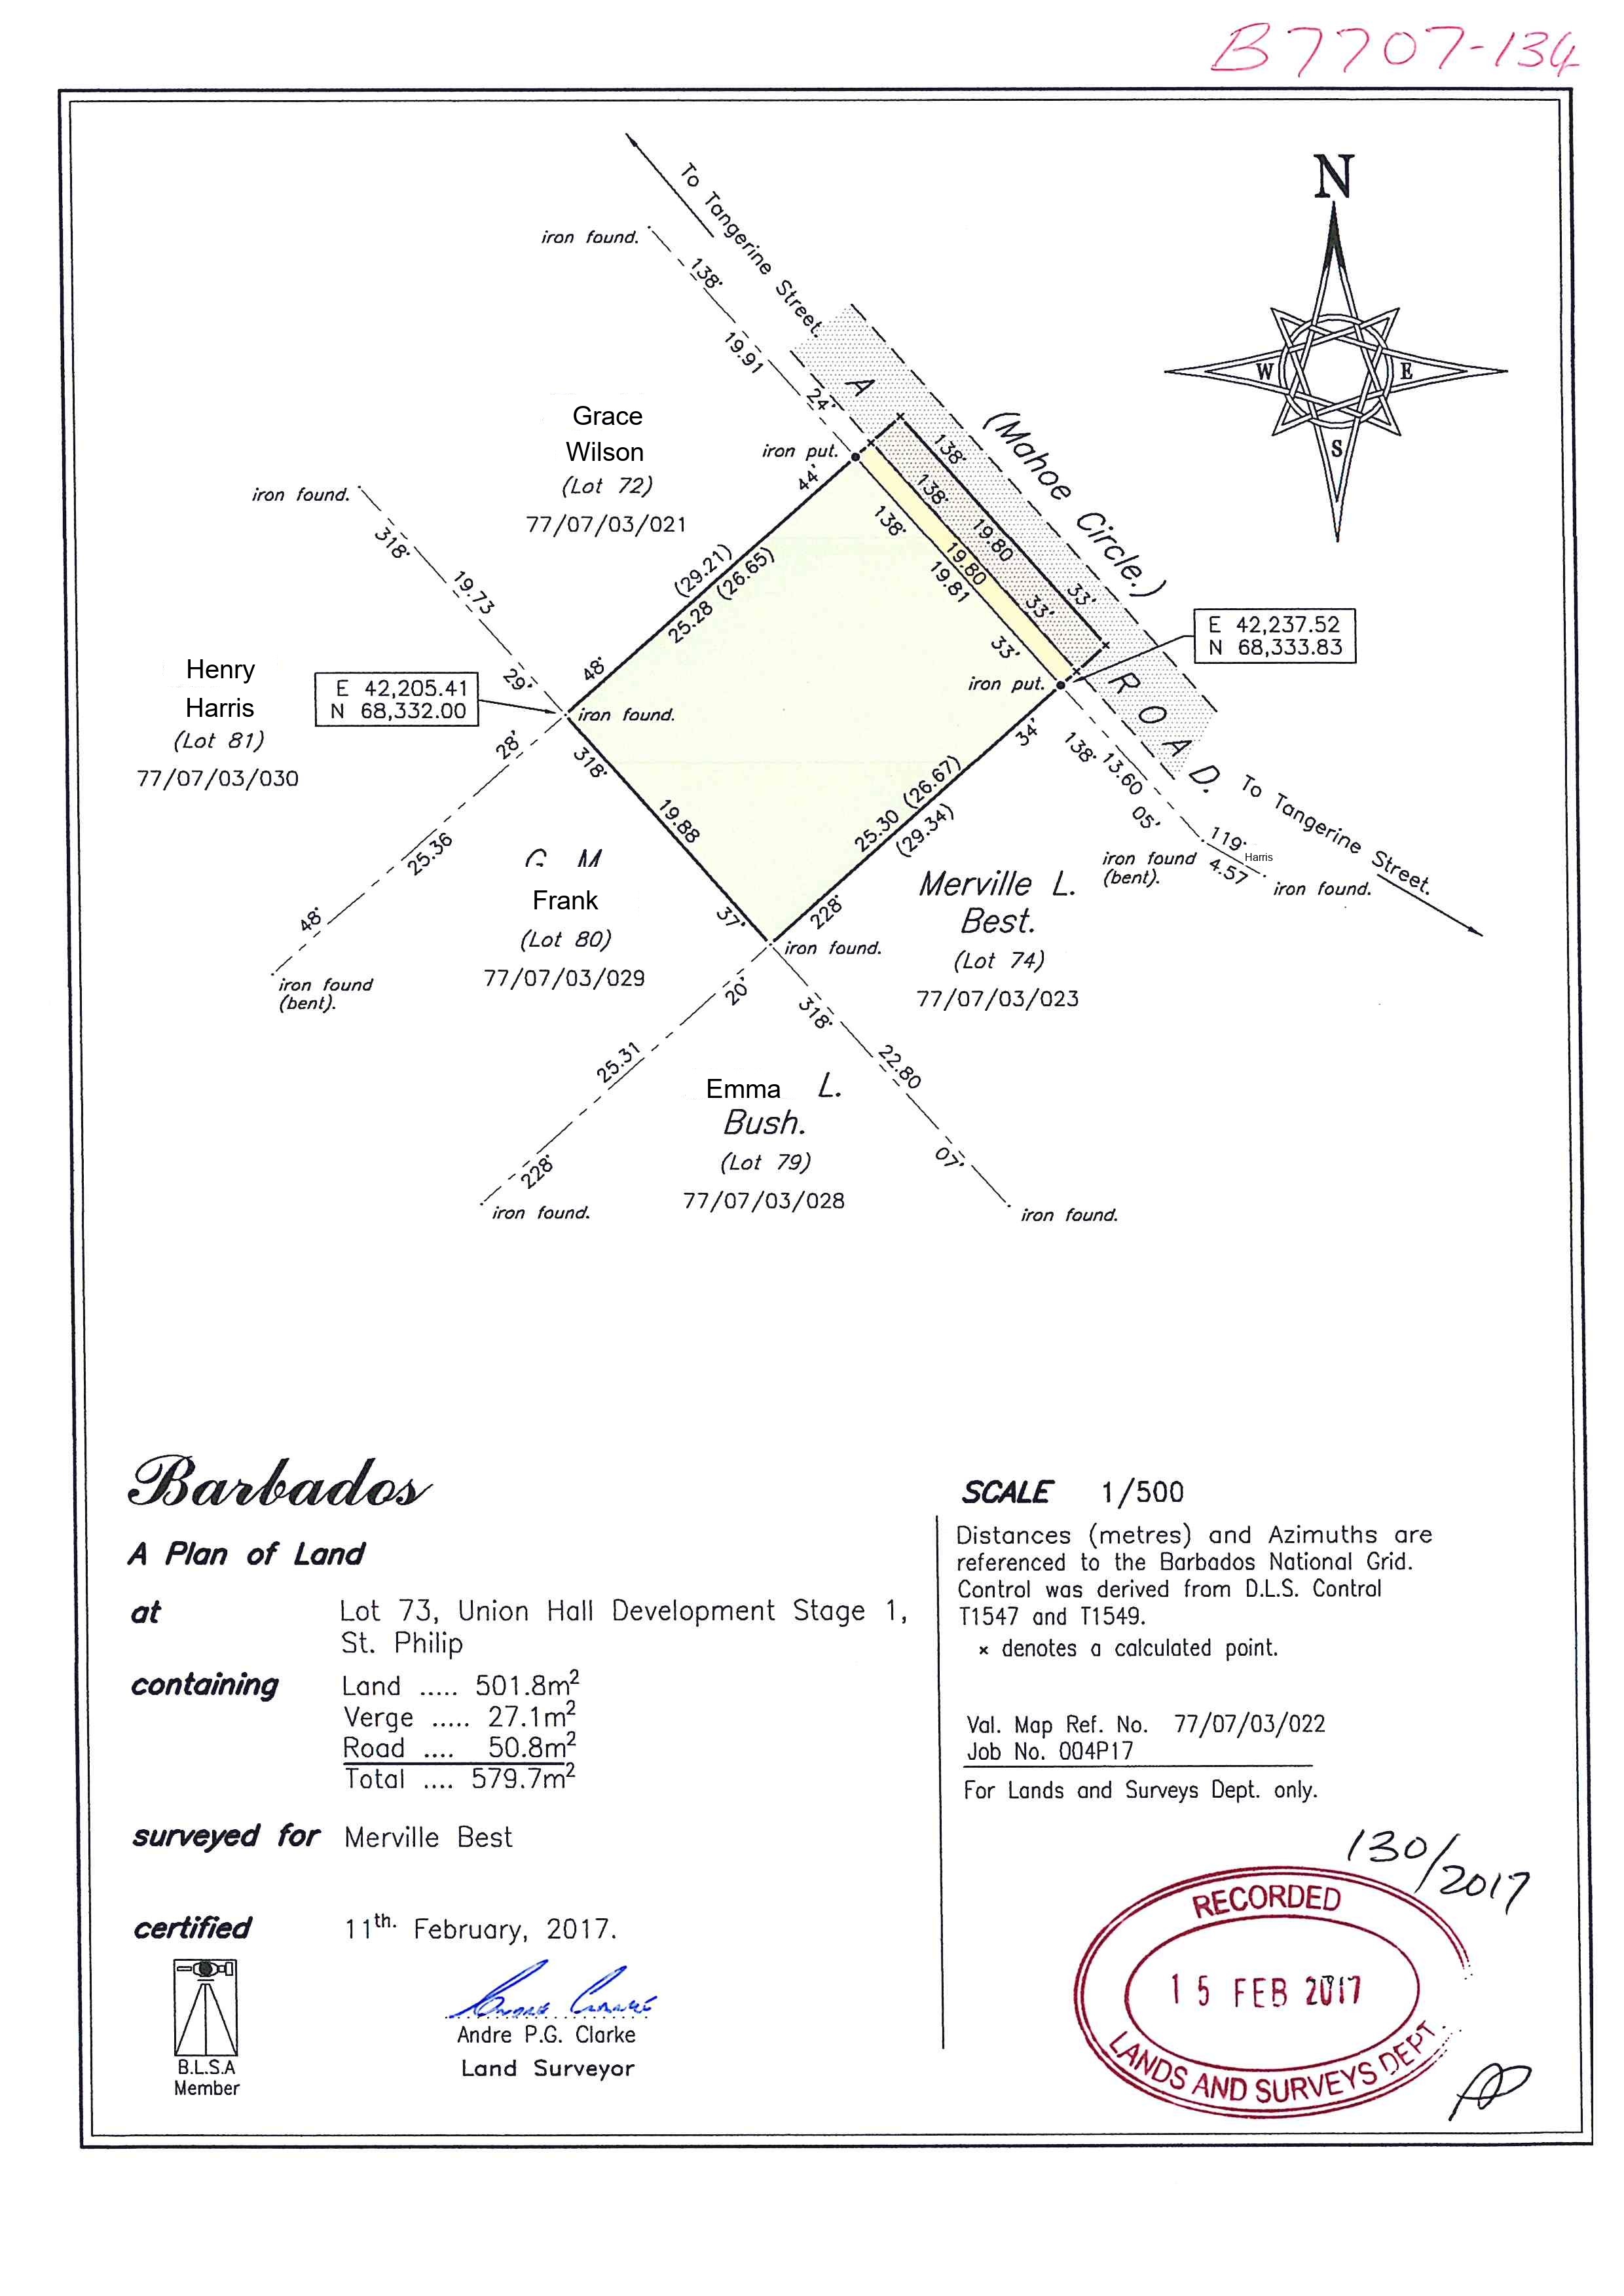 B7707-134
To Tangerine Street.
N
W
E
S
iron found.
138°
19.91
24'
A
(Mahoe Circle.)
Grace
Wilson
(Lot 72)
77/07/03/021
iron put.
44'
138°
138°
138°
19.80
19.80
19.81
33'
33'
33'
iron found.
318°
19.73
29'
(29.21)
25.28 (26.65)
48°
E 42,237.52
N 68,333.83
iron put.
Henry
Harris
(Lot 81)
77/07/03/030
E 42,205.41
N 68,332.00
iron found.
28'
25.36
48°
iron found
(bent).
318°
19.88
37'
34'
25.30 (26.67)
(29.34)
228°
ROAD.
To Tangerine Street.
138°
13.60
05'
119°
Harris
4.57
iron found
(bent).
iron found.
Frank
(Lot 80)
77/07/03/029
Merville L.
Best.
(Lot 74)
77/07/03/023
iron found.
20'
25.31
228°
iron found.
318°
22.80
07'
iron found.
Emma L.
Bush.
(Lot 79)
77/07/03/028
Barbados
A Plan of Land
at Lot 73, Union Hall Development Stage 1,
St. Philip
containing Land ..... 501.8m²
Verge ..... 27.1m²
Road .... 50.8m²
Total .... 579.7m²
surveyed for Merville Best
certified 11th. February, 2017.
B.L.S.A
Member
Andre P.G. Clarke
Land Surveyor
SCALE 1/500
Distances (metres) and Azimuths are
referenced to the Barbados National Grid.
Control was derived from D.L.S. Control
T1547 and T1549.
× denotes a calculated point.
Val. Map Ref. No. 77/07/03/022
Job No. 004P17
For Lands and Surveys Dept. only.
130/2017
RECORDED
15 FEB 2017
LANDS AND SURVEYS DEPT.